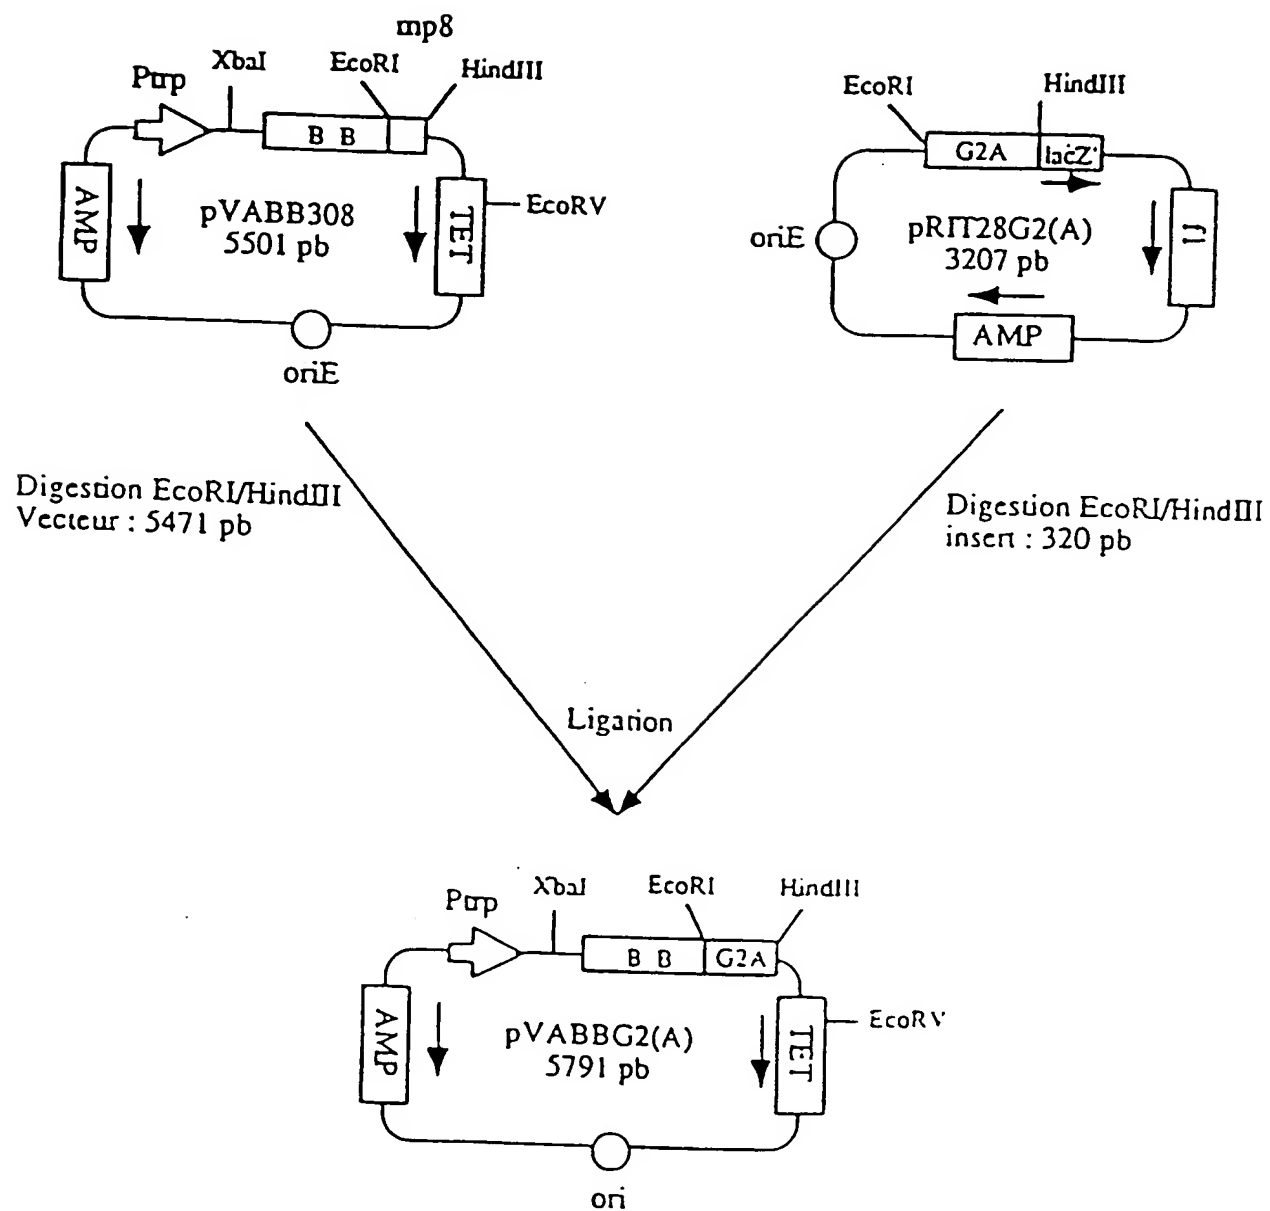 mp8
Ptrp
XbaI
EcoRI
HindIII
B B
AMP
pVABB308
5501 pb
TET
EcoRV
oriE
EcoRI
HindIII
G2A
lacZ'
oriE
pRIT28G2(A)
3207 pb
f1
AMP
Digestion EcoRI/HindIII
Vecteur : 5471 pb
Digestion EcoRI/HindIII
insert : 320 pb
Ligation
Ptrp
XbaI
EcoRI
HindIII
B B
G2A
AMP
pVABBG2(A)
5791 pb
TET
EcoRV
ori